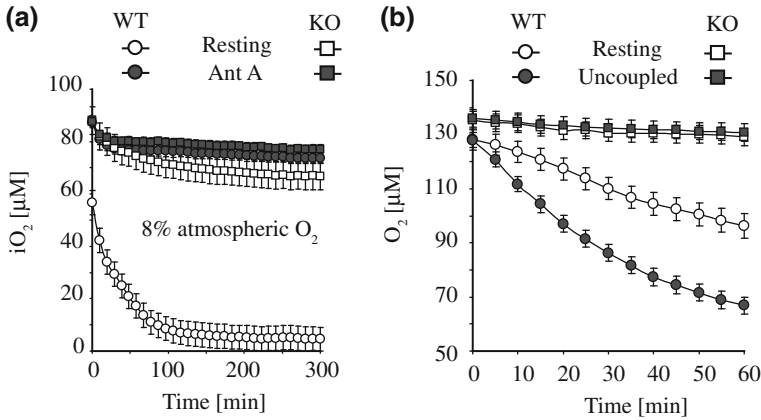 (a)
WT
KO
Resting
Ant A
100
80
60
40
20
0
iO₂ [µM]
8% atmospheric O₂
0
100
200
300
Time [min]
(b)
WT
KO
Resting
Uncoupled
150
130
110
90
70
50
O₂ [µM]
0
10
20
30
40
50
60
Time [min]